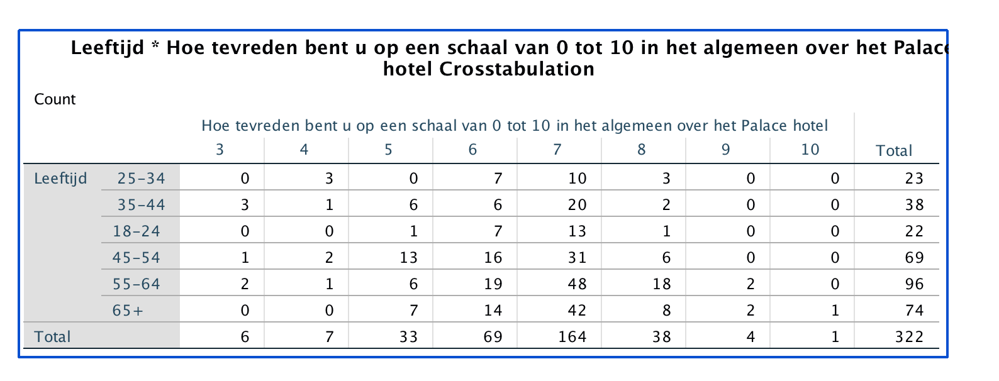 Leeftijd * Hoe tevreden bent u op een schaal van 0 tot 10 in het algemeen over het Palace
hotel Crosstabulation
Count
Hoe tevreden bent u op een schaal van 0 tot 10 in het algemeen over het Palace hotel
3 4 5 6 7 8 9 10 Total
Leeftijd 25-34 0 3 0 7 10 3 0 0 23
35-44 3 1 6 6 20 2 0 0 38
18-24 0 0 1 7 13 1 0 0 22
45-54 1 2 13 16 31 6 0 0 69
55-64 2 1 6 19 48 18 2 0 96
65+ 0 0 7 14 42 8 2 1 74
Total 6 7 33 69 164 38 4 1 322